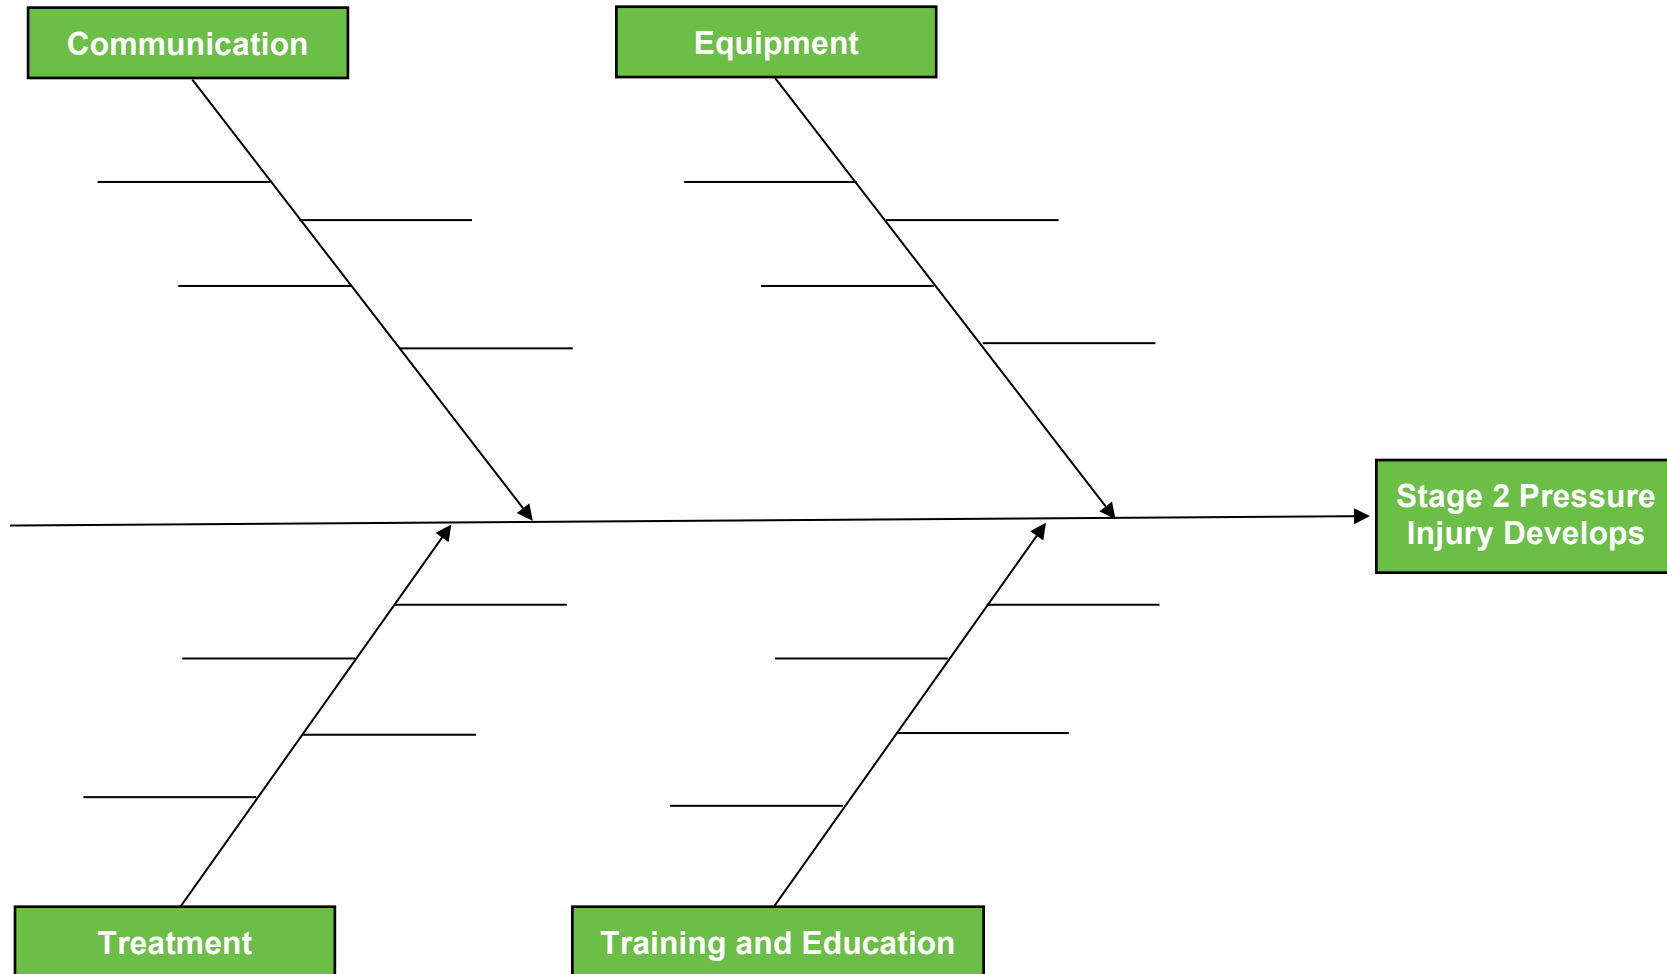 Communication
Equipment
Stage 2 Pressure
Injury Develops
Treatment
Training and Education